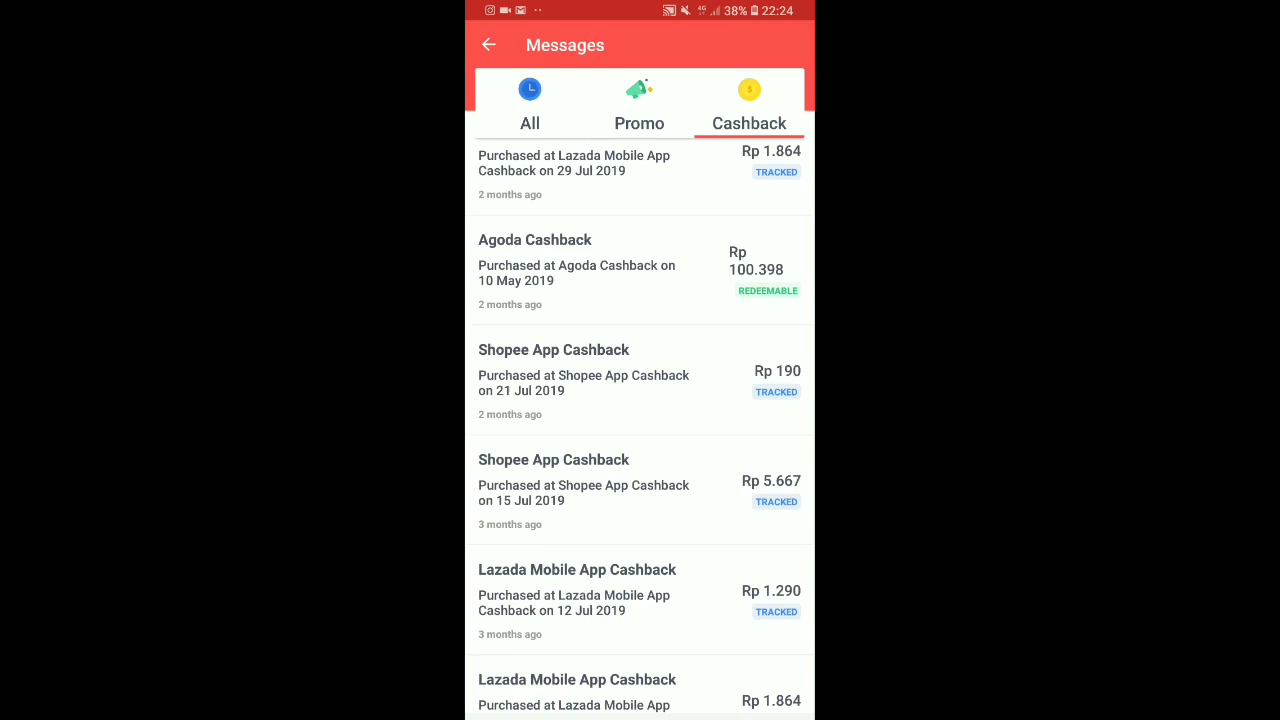 4G 38% 22:24
Messages
All
Promo
Cashback
Purchased at Lazada Mobile App
Cashback on 29 Jul 2019
Rp 1.864
TRACKED
2 months ago
Agoda Cashback
Purchased at Agoda Cashback on
10 May 2019
Rp
100.398
REDEEMABLE
2 months ago
Shopee App Cashback
Purchased at Shopee App Cashback
on 21 Jul 2019
Rp 190
TRACKED
2 months ago
Shopee App Cashback
Purchased at Shopee App Cashback
on 15 Jul 2019
Rp 5.667
TRACKED
3 months ago
Lazada Mobile App Cashback
Purchased at Lazada Mobile App
Cashback on 12 Jul 2019
Rp 1.290
TRACKED
3 months ago
Lazada Mobile App Cashback
Purchased at Lazada Mobile App
Rp 1.864